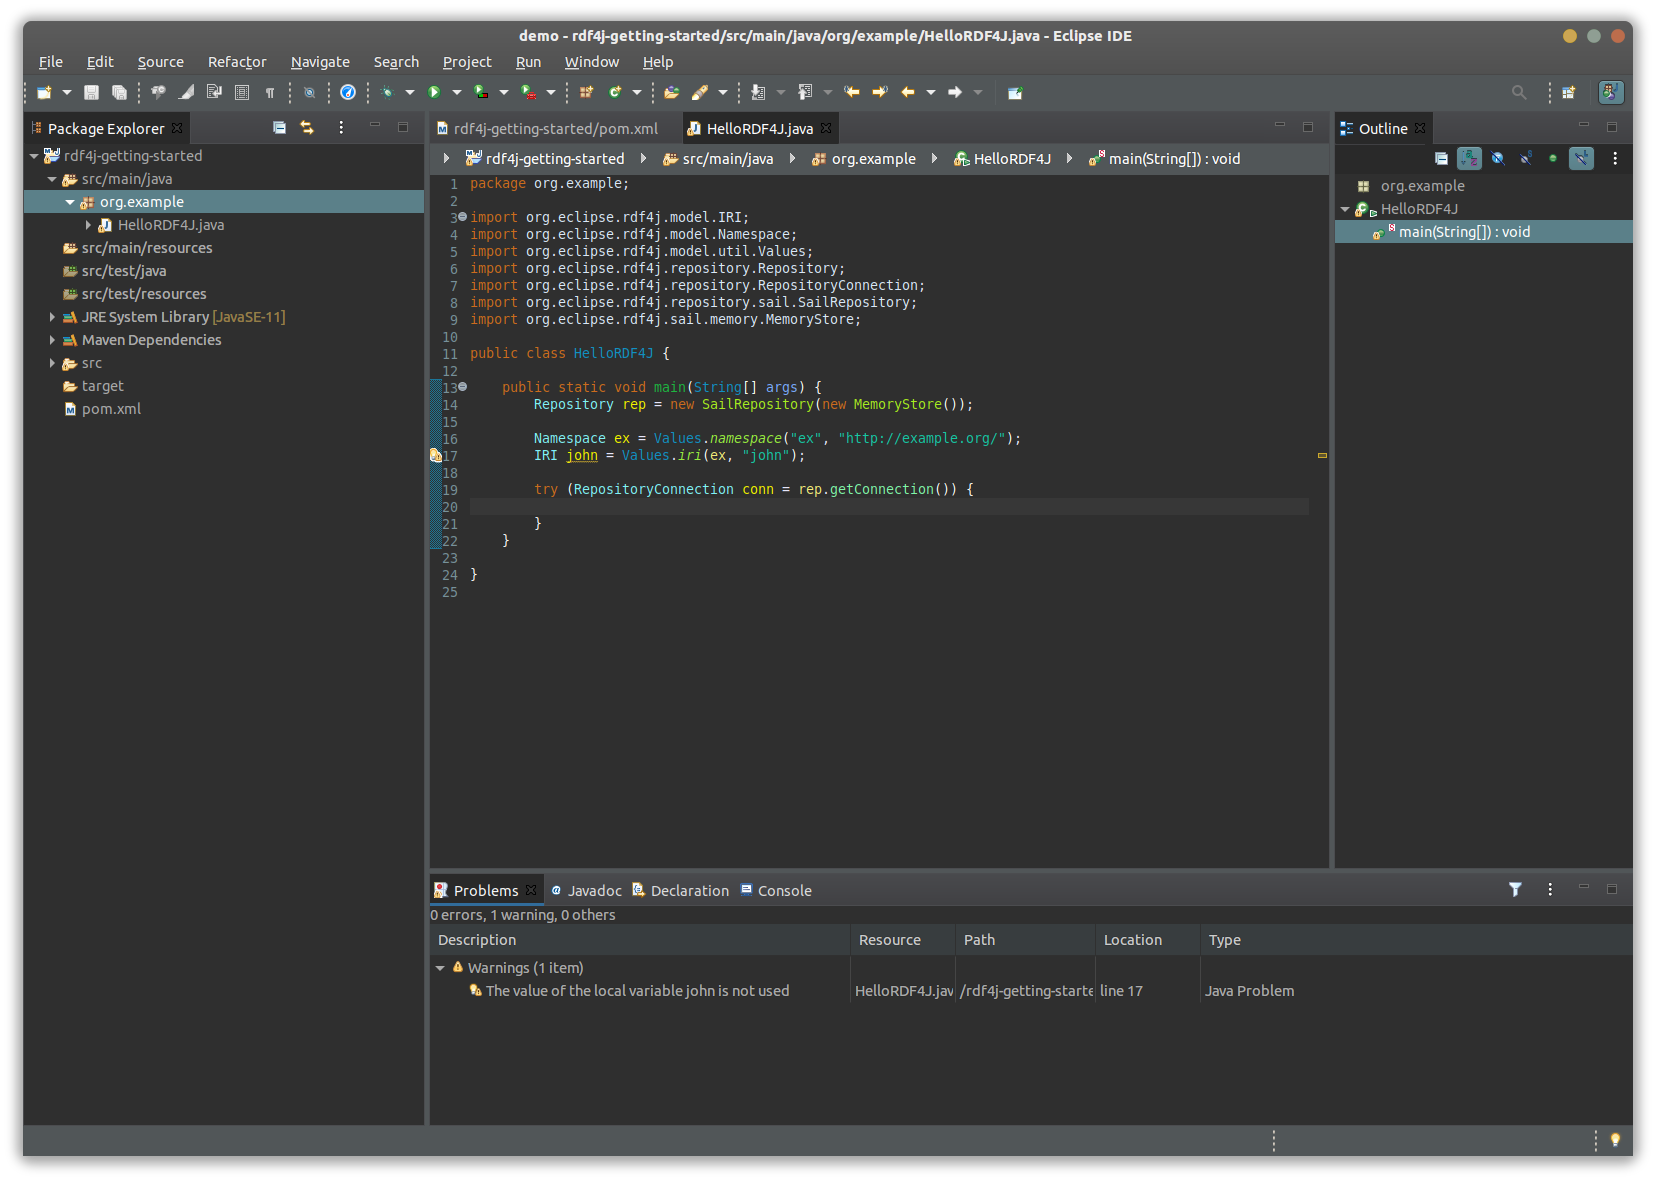 demo - rdf4j-getting-started/src/main/java/org/example/HelloRDF4J.java - Eclipse IDE
File Edit Source Refactor Navigate Search Project Run Window Help
Package Explorer
rdf4j-getting-started
src/main/java
org.example
HelloRDF4J.java
src/main/resources
src/test/java
src/test/resources
JRE System Library [JavaSE-11]
Maven Dependencies
src
target
pom.xml
rdf4j-getting-started/pom.xml HelloRDF4J.java
rdf4j-getting-started src/main/java org.example HelloRDF4J main(String[]) : void
1 package org.example;
2
3 import org.eclipse.rdf4j.model.IRI;
4 import org.eclipse.rdf4j.model.Namespace;
5 import org.eclipse.rdf4j.model.util.Values;
6 import org.eclipse.rdf4j.repository.Repository;
7 import org.eclipse.rdf4j.repository.RepositoryConnection;
8 import org.eclipse.rdf4j.repository.sail.SailRepository;
9 import org.eclipse.rdf4j.sail.memory.MemoryStore;
10
11 public class HelloRDF4J {
12
13 public static void main(String[] args) {
14 Repository rep = new SailRepository(new MemoryStore());
15
16 Namespace ex = Values.namespace("ex", "http://example.org/");
17 IRI john = Values.iri(ex, "john");
18
19 try (RepositoryConnection conn = rep.getConnection()) {
20
21 }
22 }
23
24 }
25
Outline
org.example
HelloRDF4J
main(String[]) : void
Problems Javadoc Declaration Console
0 errors, 1 warning, 0 others
Description Resource Path Location Type
Warnings (1 item)
The value of the local variable john is not used HelloRDF4J.jav /rdf4j-getting-starte line 17 Java Problem